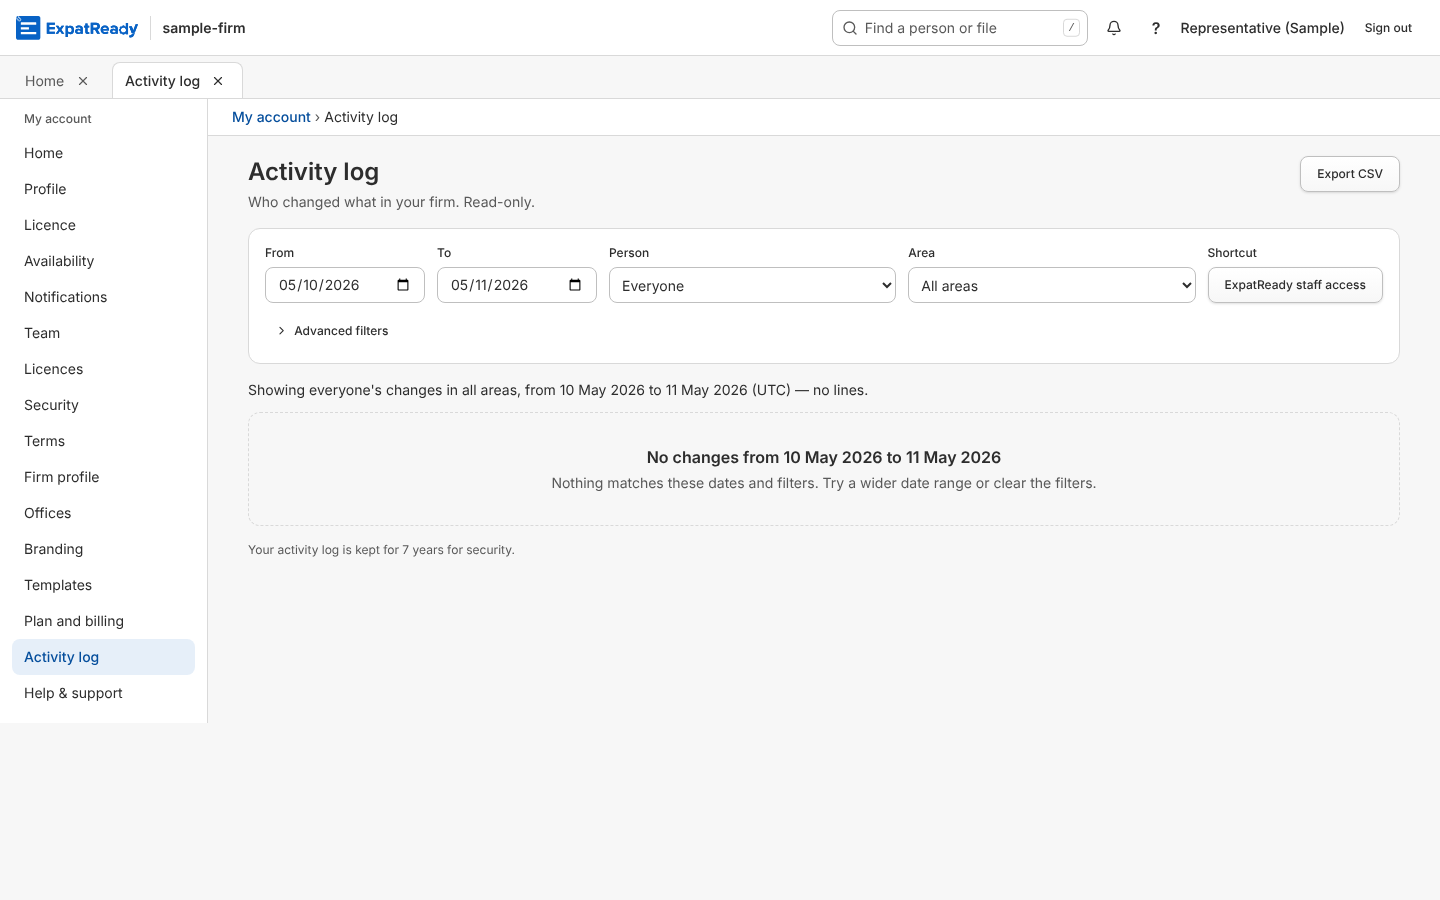 ExpatReady
sample-firm
Find a person or file
/
?
Representative (Sample)
Sign out
Home
Activity log
My account
Home
Profile
Licence
Availability
Notifications
Team
Licences
Security
Terms
Firm profile
Offices
Branding
Templates
Plan and billing
Activity log
Help & support
My account › Activity log
Activity log
Who changed what in your firm. Read-only.
Export CSV
From
To
Person
Area
Shortcut
05/10/2026
05/11/2026
Everyone
All areas
ExpatReady staff access
Advanced filters
Showing everyone's changes in all areas, from 10 May 2026 to 11 May 2026 (UTC) — no lines.
No changes from 10 May 2026 to 11 May 2026
Nothing matches these dates and filters. Try a wider date range or clear the filters.
Your activity log is kept for 7 years for security.